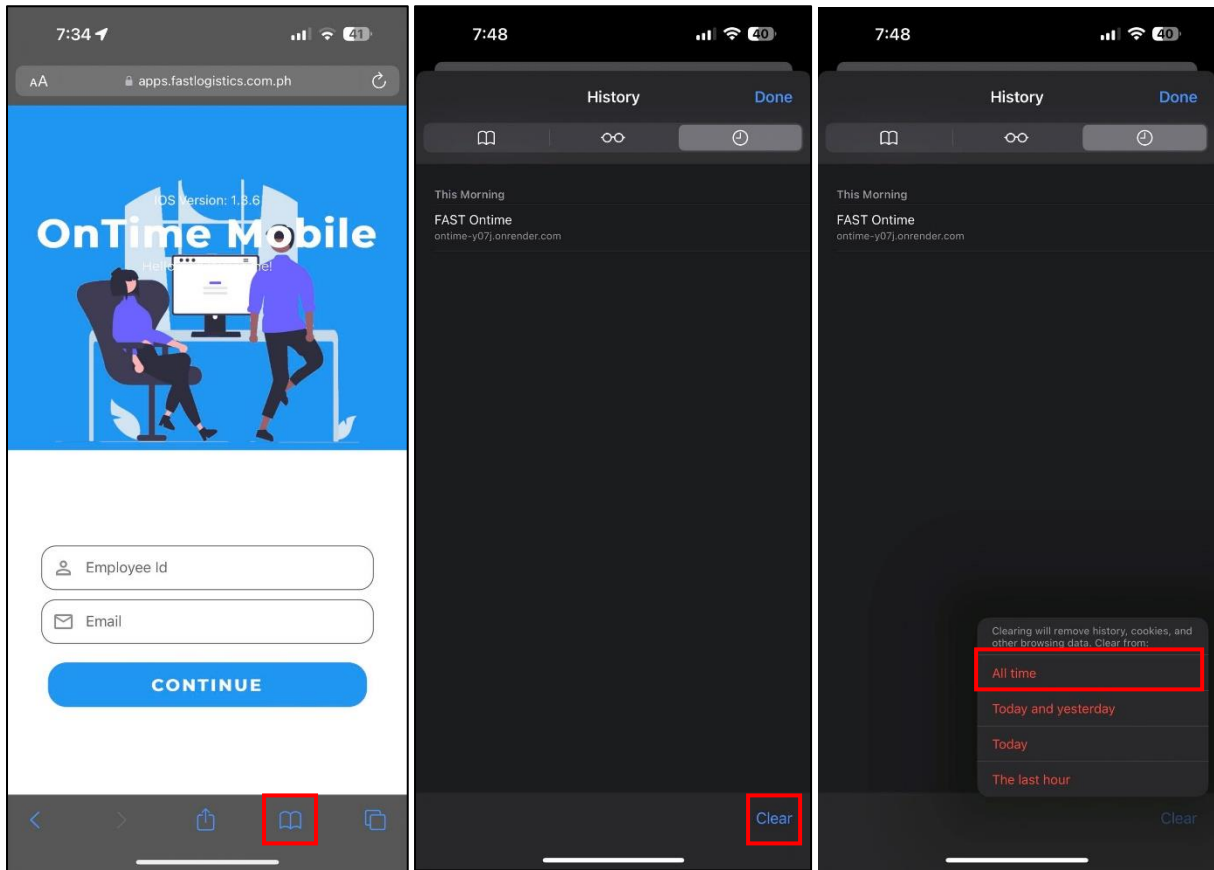 7:34
41
AA
apps.fastlogistics.com.ph
IOS Version: 1.3.6
OnTime Mobile
Employee Id
Email
CONTINUE
7:48
40
History
Done
This Morning
FAST Ontime
ontime-y07j.onrender.com
Clear
7:48
40
History
Done
This Morning
FAST Ontime
ontime-y07j.onrender.com
Clearing will remove history, cookies, and
other browsing data. Clear from:
All time
Today and yesterday
Today
The last hour
Clear